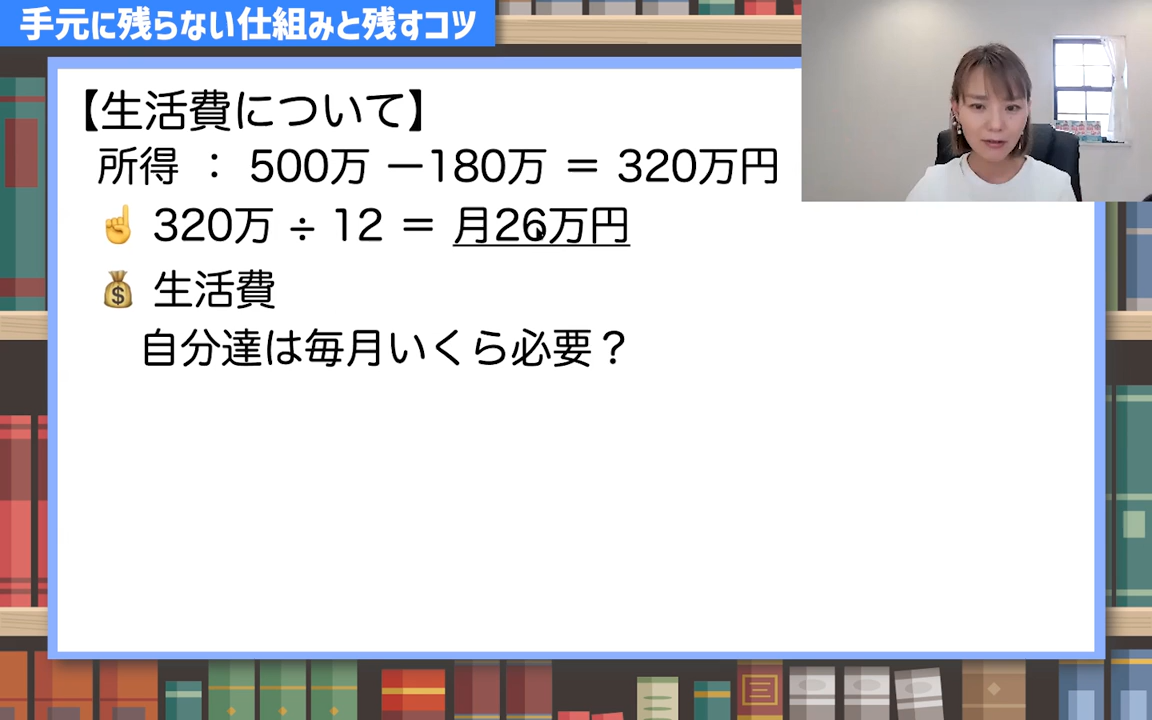 手元に残らない仕組みと残すコツ
【生活費について】
所得 ： 500万 ー180万 ＝ 320万円
☝️ 320万 ÷ 12 ＝ 月26万円
💰 生活費
自分達は毎月いくら必要？